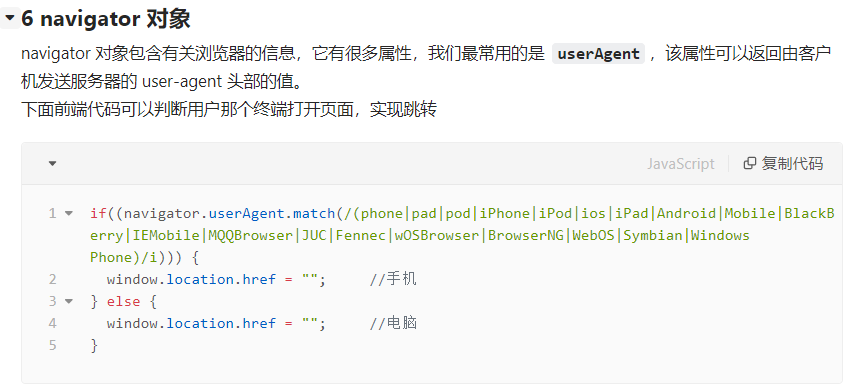 6 navigator 对象
navigator 对象包含有关浏览器的信息，它有很多属性，我们最常用的是 userAgent ，该属性可以返回由客户
机发送服务器的 user-agent 头部的值。
下面前端代码可以判断用户那个终端打开页面，实现跳转
JavaScript 复制代码
1 if((navigator.userAgent.match(/(phone|pad|pod|iPhone|iPod|ios|iPad|Android|Mobile|BlackB
erry|IEMobile|MQQBrowser|JUC|Fennec|wOSBrowser|BrowserNG|WebOS|Symbian|Windows
Phone)/i))) {
2 window.location.href = ""; //手机
3 } else {
4 window.location.href = ""; //电脑
5 }